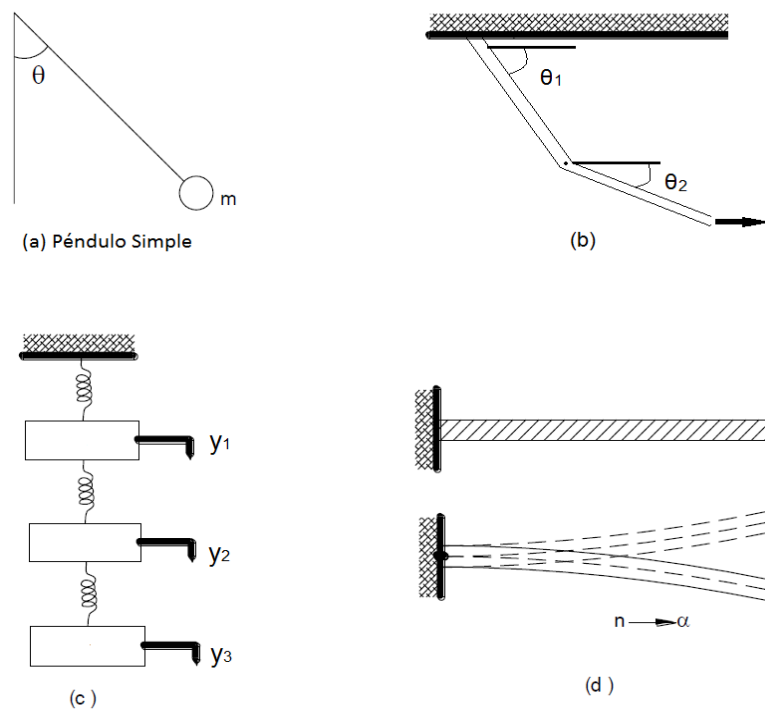 θ
m
(a) Péndulo Simple
θ1
θ2
(b)
y1
y2
y3
(c )
n α
(d )